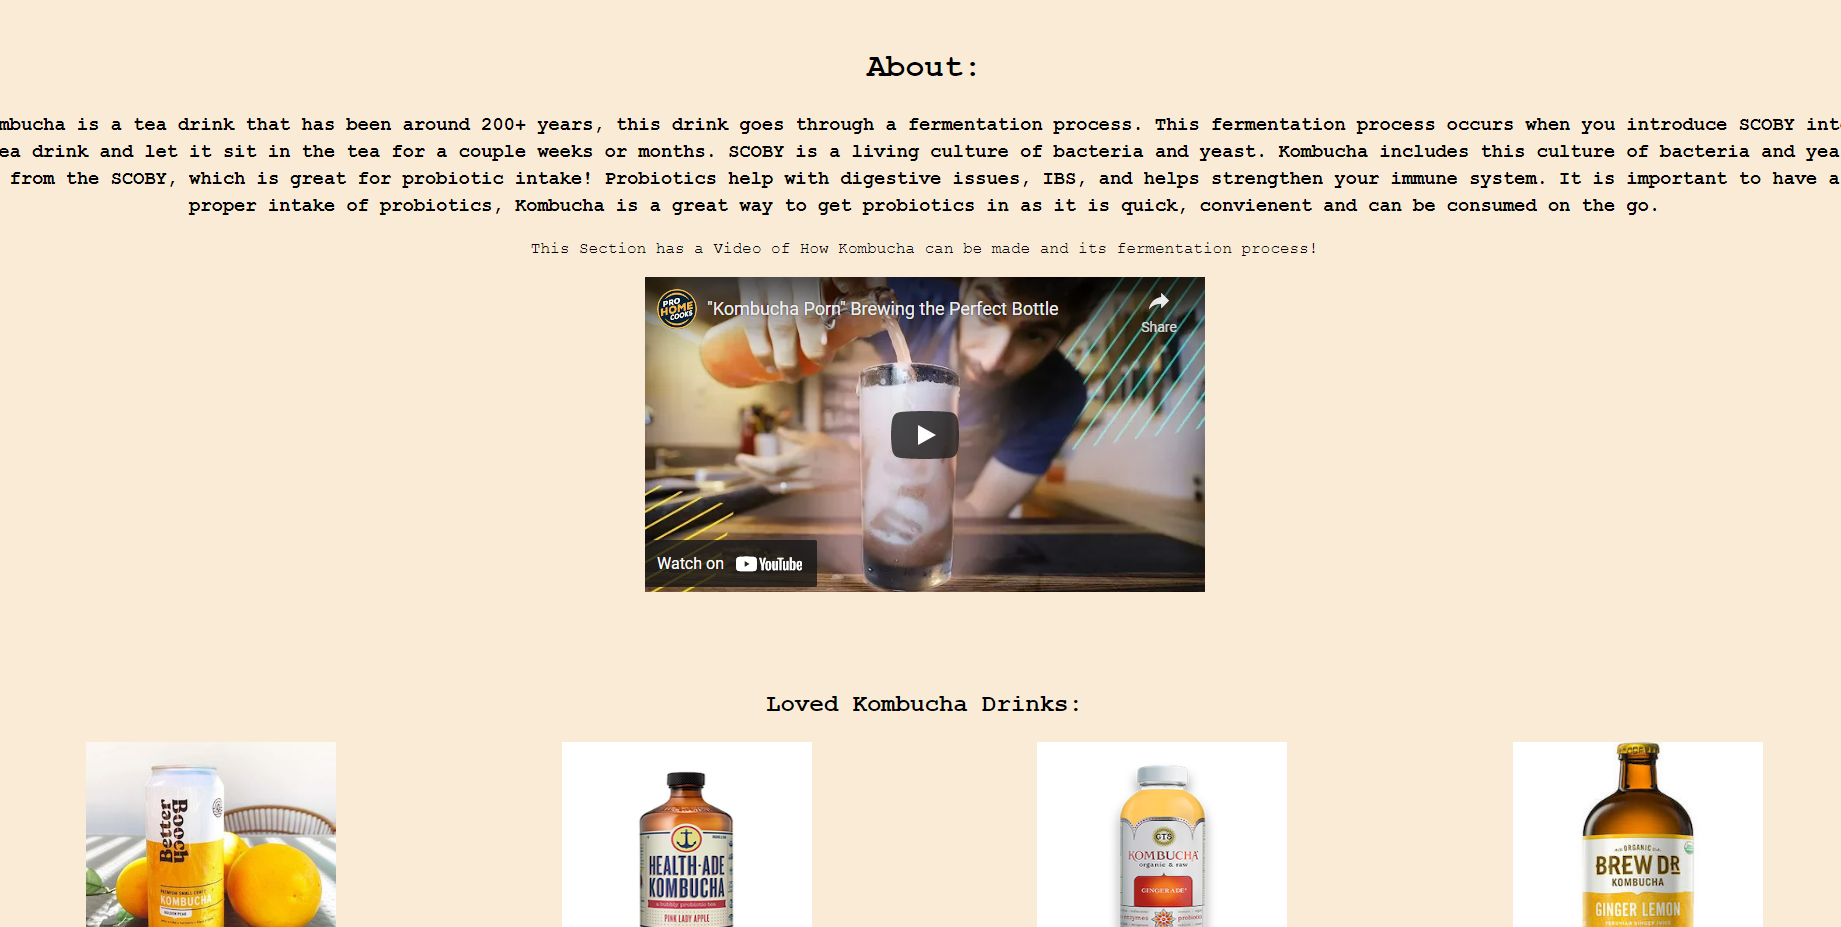 About:
mbucha is a tea drink that has been around 200+ years, this drink goes through a fermentation process. This fermentation process occurs when you introduce SCOBY int
ea drink and let it sit in the tea for a couple weeks or months. SCOBY is a living culture of bacteria and yeast. Kombucha includes this culture of bacteria and yea
from the SCOBY, which is great for probiotic intake! Probiotics help with digestive issues, IBS, and helps strengthen your immune system. It is important to have a
proper intake of probiotics, Kombucha is a great way to get probiotics in as it is quick, convienent and can be consumed on the go.
This Section has a Video of How Kombucha can be made and its fermentation process!
PRO
HOME
COOKS
"Kombucha Porn" Brewing the Perfect Bottle
Share
Watch on YouTube
Loved Kombucha Drinks:
Better
Booch
KOMBUCHA
HEALTH-ADE
KOMBUCHA
a bubbly probiotic tea
PINK LADY APPLE
GT'S
KOMBUCHA
organic & raw
GINGERADE
enzymes
probiotic
ORGANIC
BREW DR
KOMBUCHA
GINGER LEMON